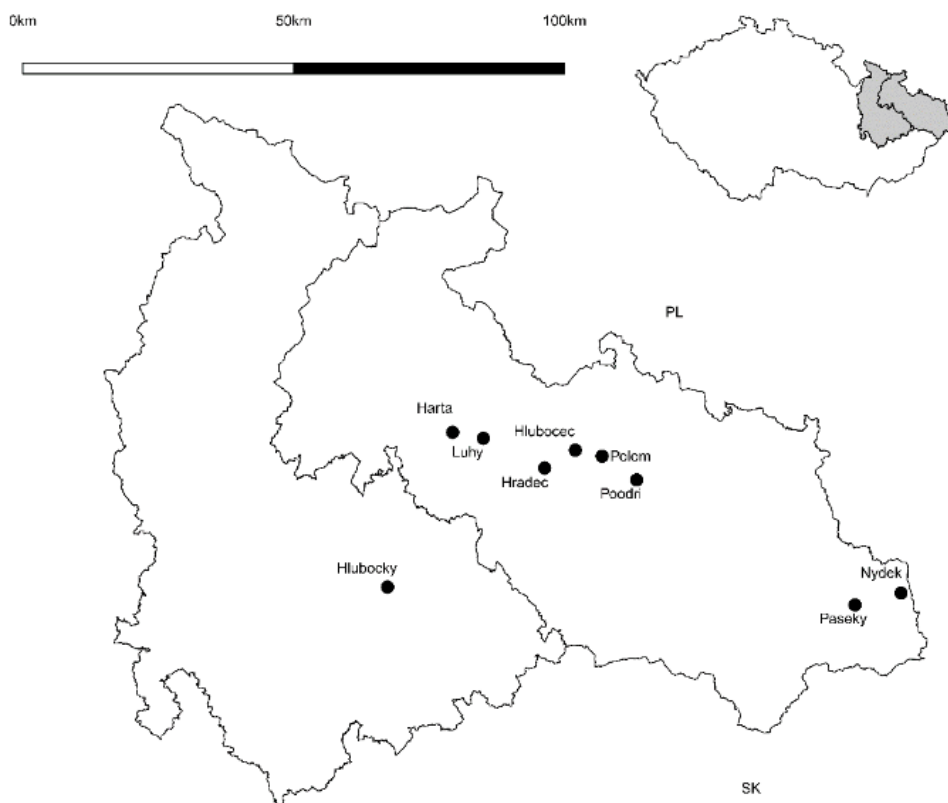 0km 50km 100km
PL
Harta
Luhy
Hlubocec
Polom
Hradec
Poodri
Hlubocky
Nydek
Paseky
SK